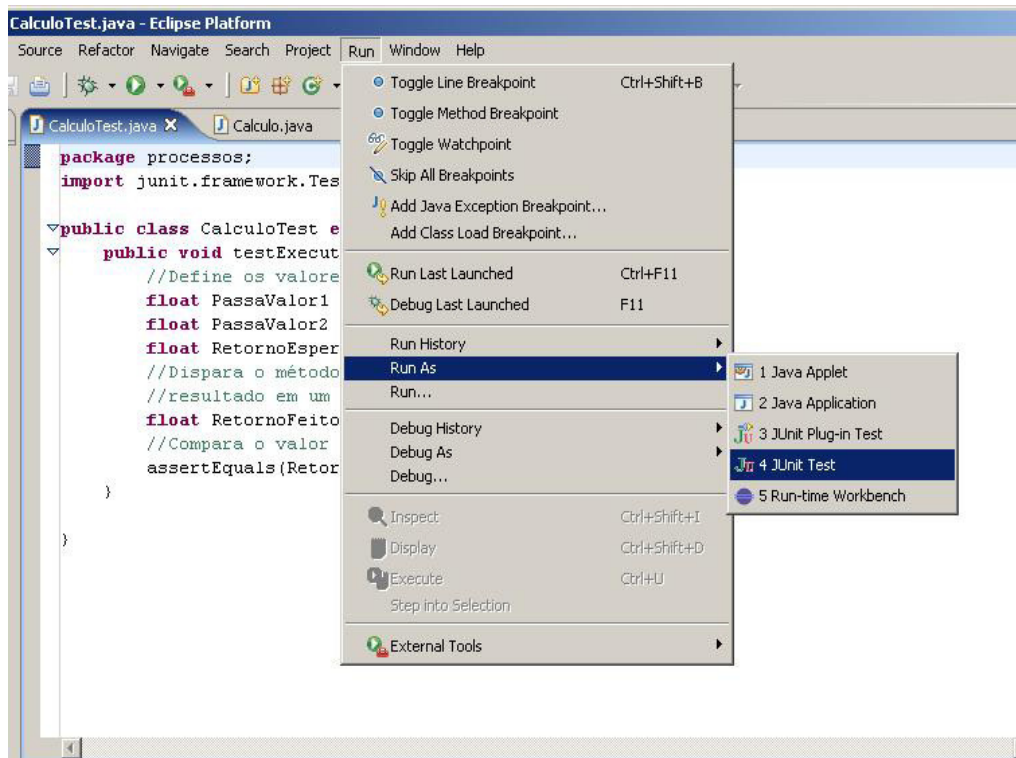 CalculoTest.java - Eclipse Platform
Source Refactor Navigate Search Project Run Window Help
CalculoTest.java Calculo.java
package processos;
import junit.framework.Tes
public class CalculoTest e
public void testExecut
//Define os valore
float PassaValor1
float PassaValor2
float RetornoEsper
//Dispara o método
//resultado em um
float RetornoFeito
//Compara o valor
assertEquals(Retor
}
}
Toggle Line Breakpoint Ctrl+Shift+B
Toggle Method Breakpoint
Toggle Watchpoint
Skip All Breakpoints
Add Java Exception Breakpoint...
Add Class Load Breakpoint...
Run Last Launched Ctrl+F11
Debug Last Launched F11
Run History
Run As
Run...
Debug History
Debug As
Debug...
Inspect Ctrl+Shift+I
Display Ctrl+Shift+D
Execute Ctrl+U
Step into Selection
External Tools
1 Java Applet
2 Java Application
3 JUnit Plug-in Test
4 JUnit Test
5 Run-time Workbench